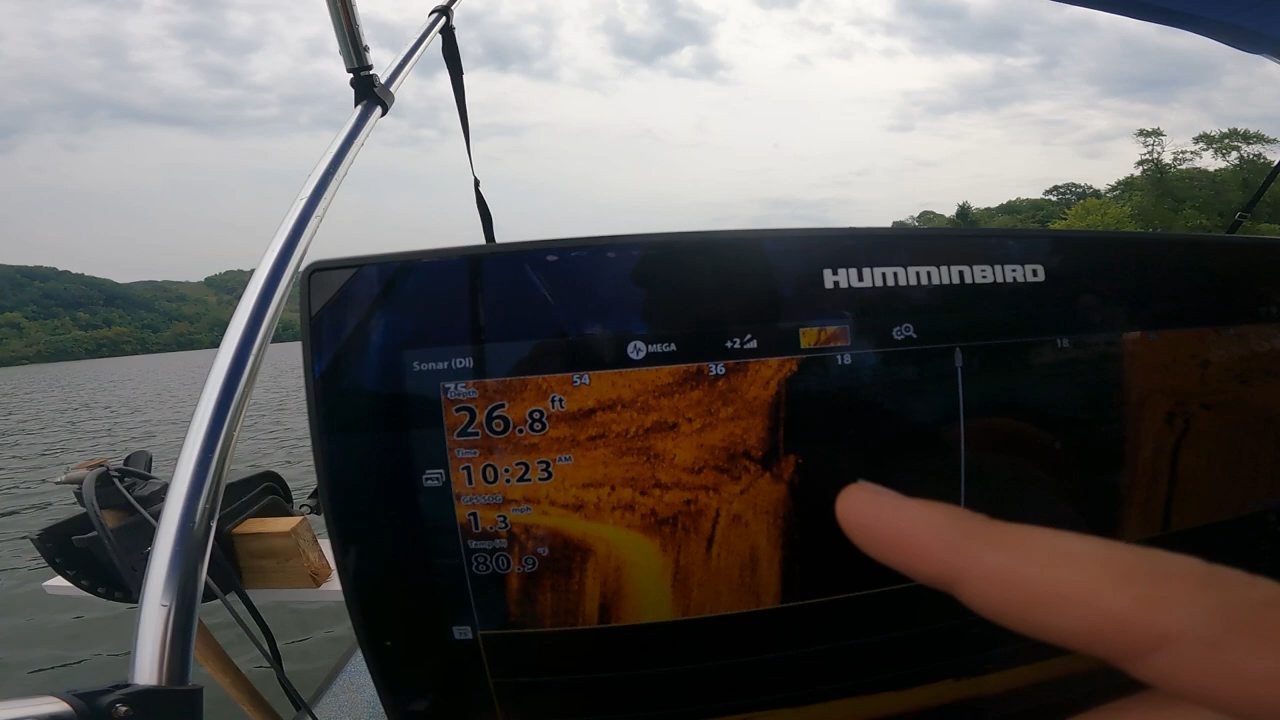 HUMMINBIRD
MEGA
+2
Sonar (DI)
75 54 36 18 18
Depth
26.8 ft
Time
10:23 AM
GPS SOG
1.3 mph
80.9 °F